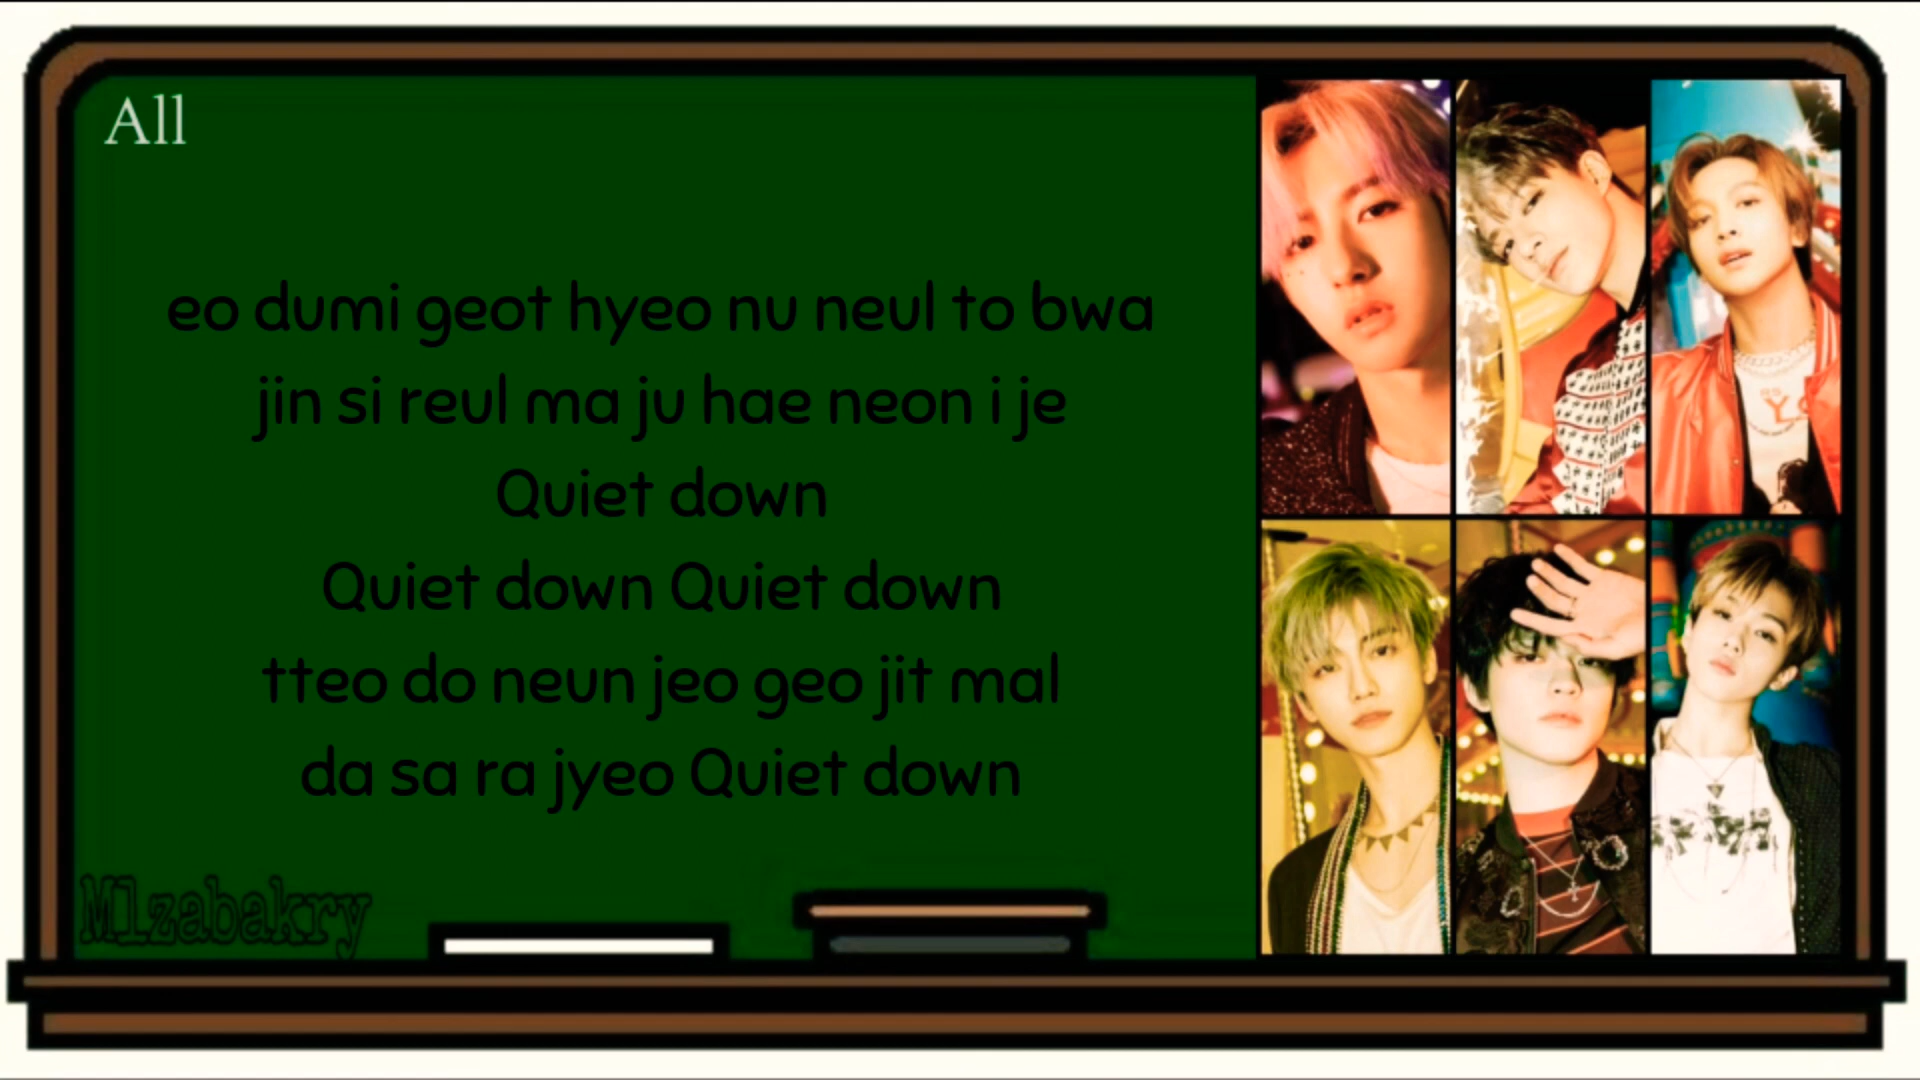 All
eo dumi geot hyeo nu neul to bwa
jin si reul ma ju hae neon i je
Quiet down
Quiet down Quiet down
tteo do neun jeo geo jit mal
da sa ra jyeo Quiet down
M1zabakry